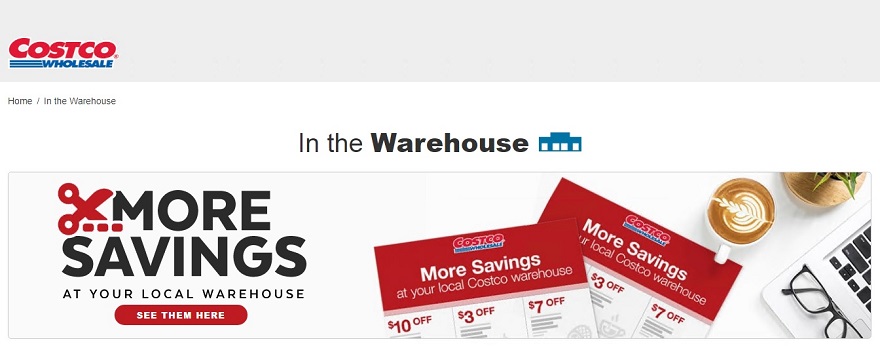 COSTCO
WHOLESALE
Home / In the Warehouse
In the Warehouse
MORE
SAVINGS
AT YOUR LOCAL WAREHOUSE
SEE THEM HERE
COSTCO
WHOLESALE
More Savings
at your local Costco warehouse
$10 OFF
$3 OFF
$7 OFF
COSTCO
WHOLESALE
More Savings
ur local Costco warehouse
$3 OFF
$7 OFF